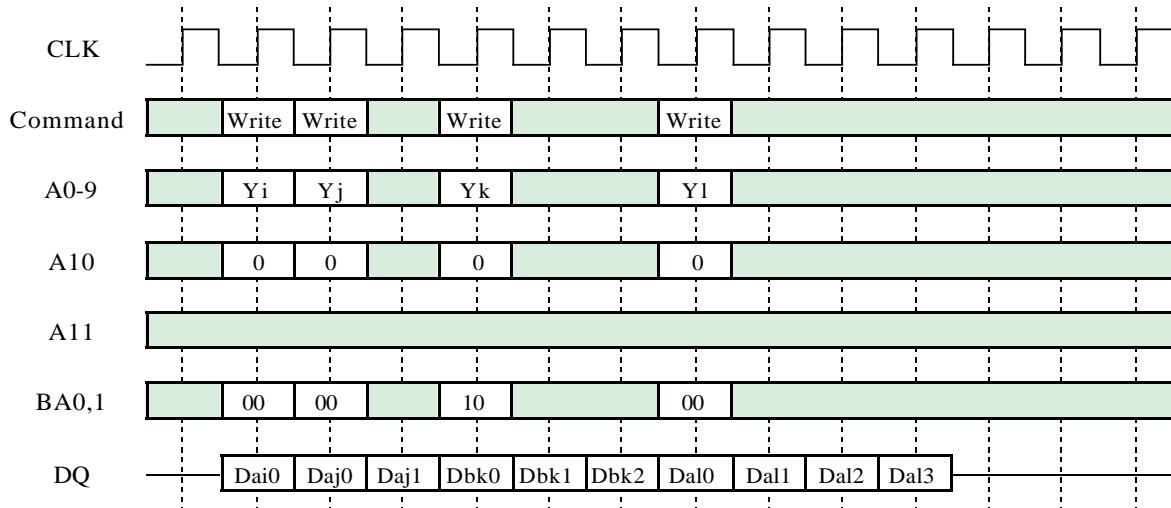 CLK
Command Write Write Write Write
A0-9 Yi Yj Yk Yl
A10 0 0 0 0
A11
BA0,1 00 00 10 00
DQ Dai0 Daj0 Daj1 Dbk0 Dbk1 Dbk2 Dal0 Dal1 Dal2 Dal3